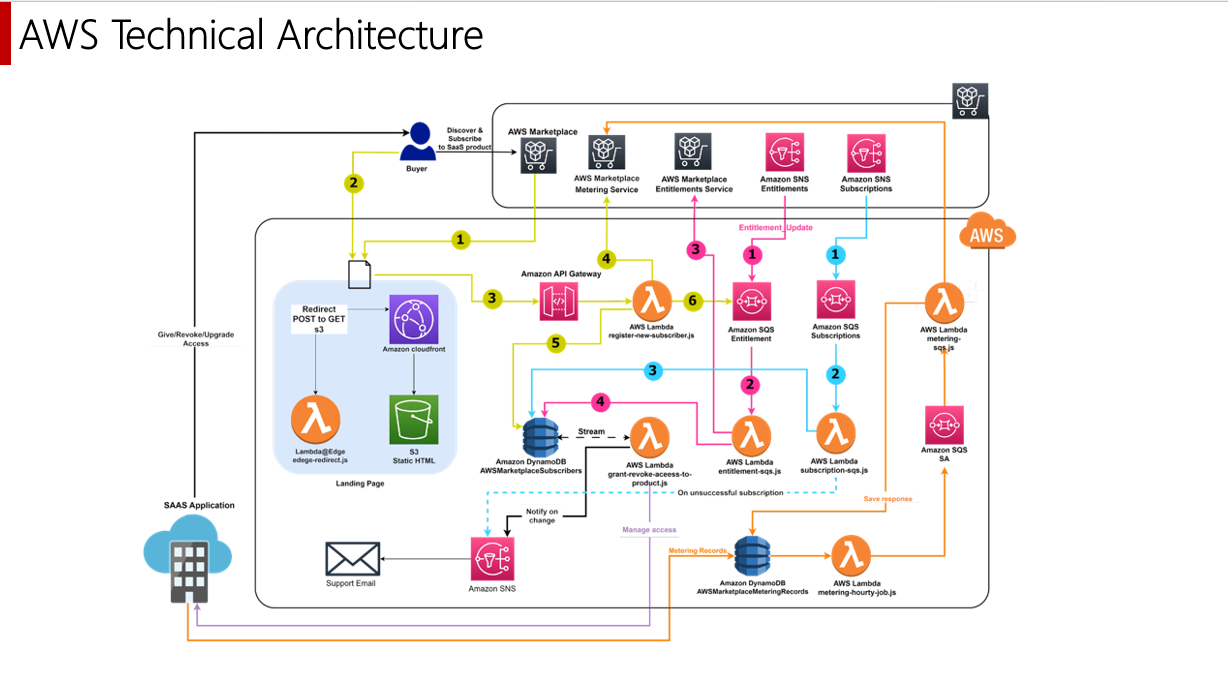 AWS Technical Architecture
Discover &
Subscribe
to SaaS product
Buyer
AWS Marketplace
AWS Marketplace
Metering Service
AWS Marketplace
Entitlements Service
Amazon SNS
Entitlements
Amazon SNS
Subscriptions
AWS
2
1
Entitlement_Update
3
1
1
4
Amazon API Gateway
3
6
Redirect
POST to GET
s3
Amazon cloudfront
AWS Lambda
register-new-subscriber.js
Amazon SQS
Entitlement
Amazon SQS
Subscriptions
AWS Lambda
metering-
sqs.js
Give/Revoke/Upgrade
Access
5
3
2
2
4
Stream
Lambda@Edge
edege-redirect.js
S3
Static HTML
Landing Page
Amazon DynamoDB
AWSMarketplaceSubscribers
AWS Lambda
grant-revoke-aceess-to-
product.js
AWS Lambda
entitlement-sqs.js
AWS Lambda
subscription-sqs.js
Amazon SQS
SA
On unsuccessful subscription
Save response
SAAS Application
Notify on
change
Manage access
Metering Records
Support Email
Amazon SNS
Amazon DynamoDB
AWSMarketplaceMeteringRecords
AWS Lambda
metering-hourty-job.js